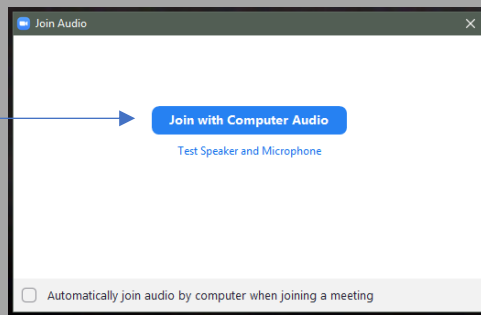 Join Audio
Join with Computer Audio
Test Speaker and Microphone
Automatically join audio by computer when joining a meeting